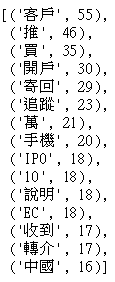 [('客戶', 55),
('推', 46),
('買', 35),
('開戶', 30),
('寄回', 29),
('追蹤', 23),
('萬', 21),
('手機', 20),
('IPO', 18),
('10', 18),
('說明', 18),
('EC', 18),
('收到', 17),
('轉介', 17),
('中國', 16)]